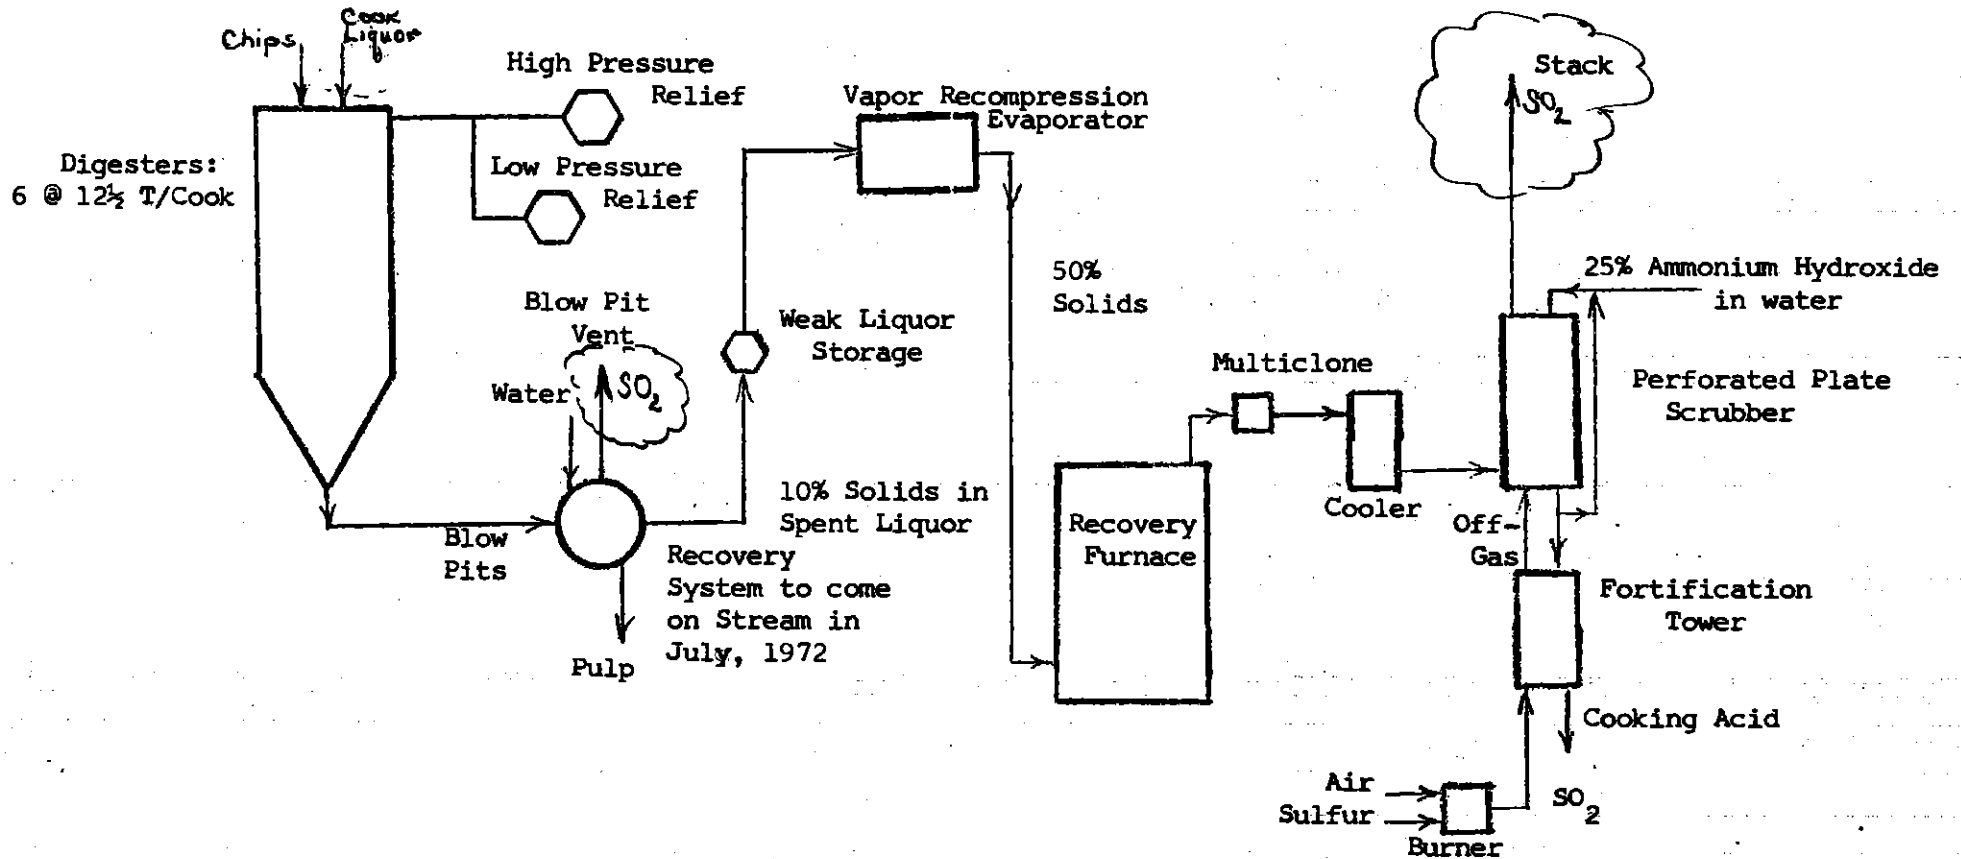 Chips
Cook
Liquor
High Pressure
Relief
Digesters:
6 @ 12½ T/Cook
Low Pressure
Relief
Vapor Recompression
Evaporator
Stack
SO2
50%
Solids
25% Ammonium Hydroxide
in water
Blow Pit
Vent
Water
SO2
Weak Liquor
Storage
Multiclone
Perforated Plate
Scrubber
Blow
Pits
10% Solids in
Spent Liquor
Recovery
System to come
on Stream in
July, 1972
Pulp
Recovery
Furnace
Cooler
Off-
Gas
Fortification
Tower
Cooking Acid
Air
Sulfur
Burner
SO2